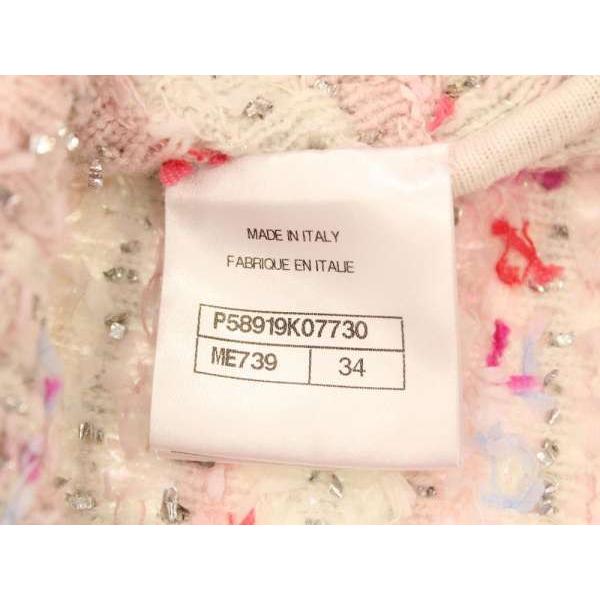 MADE IN ITALY
FABRIQUE EN ITALIE
P58919K07730
ME739 34